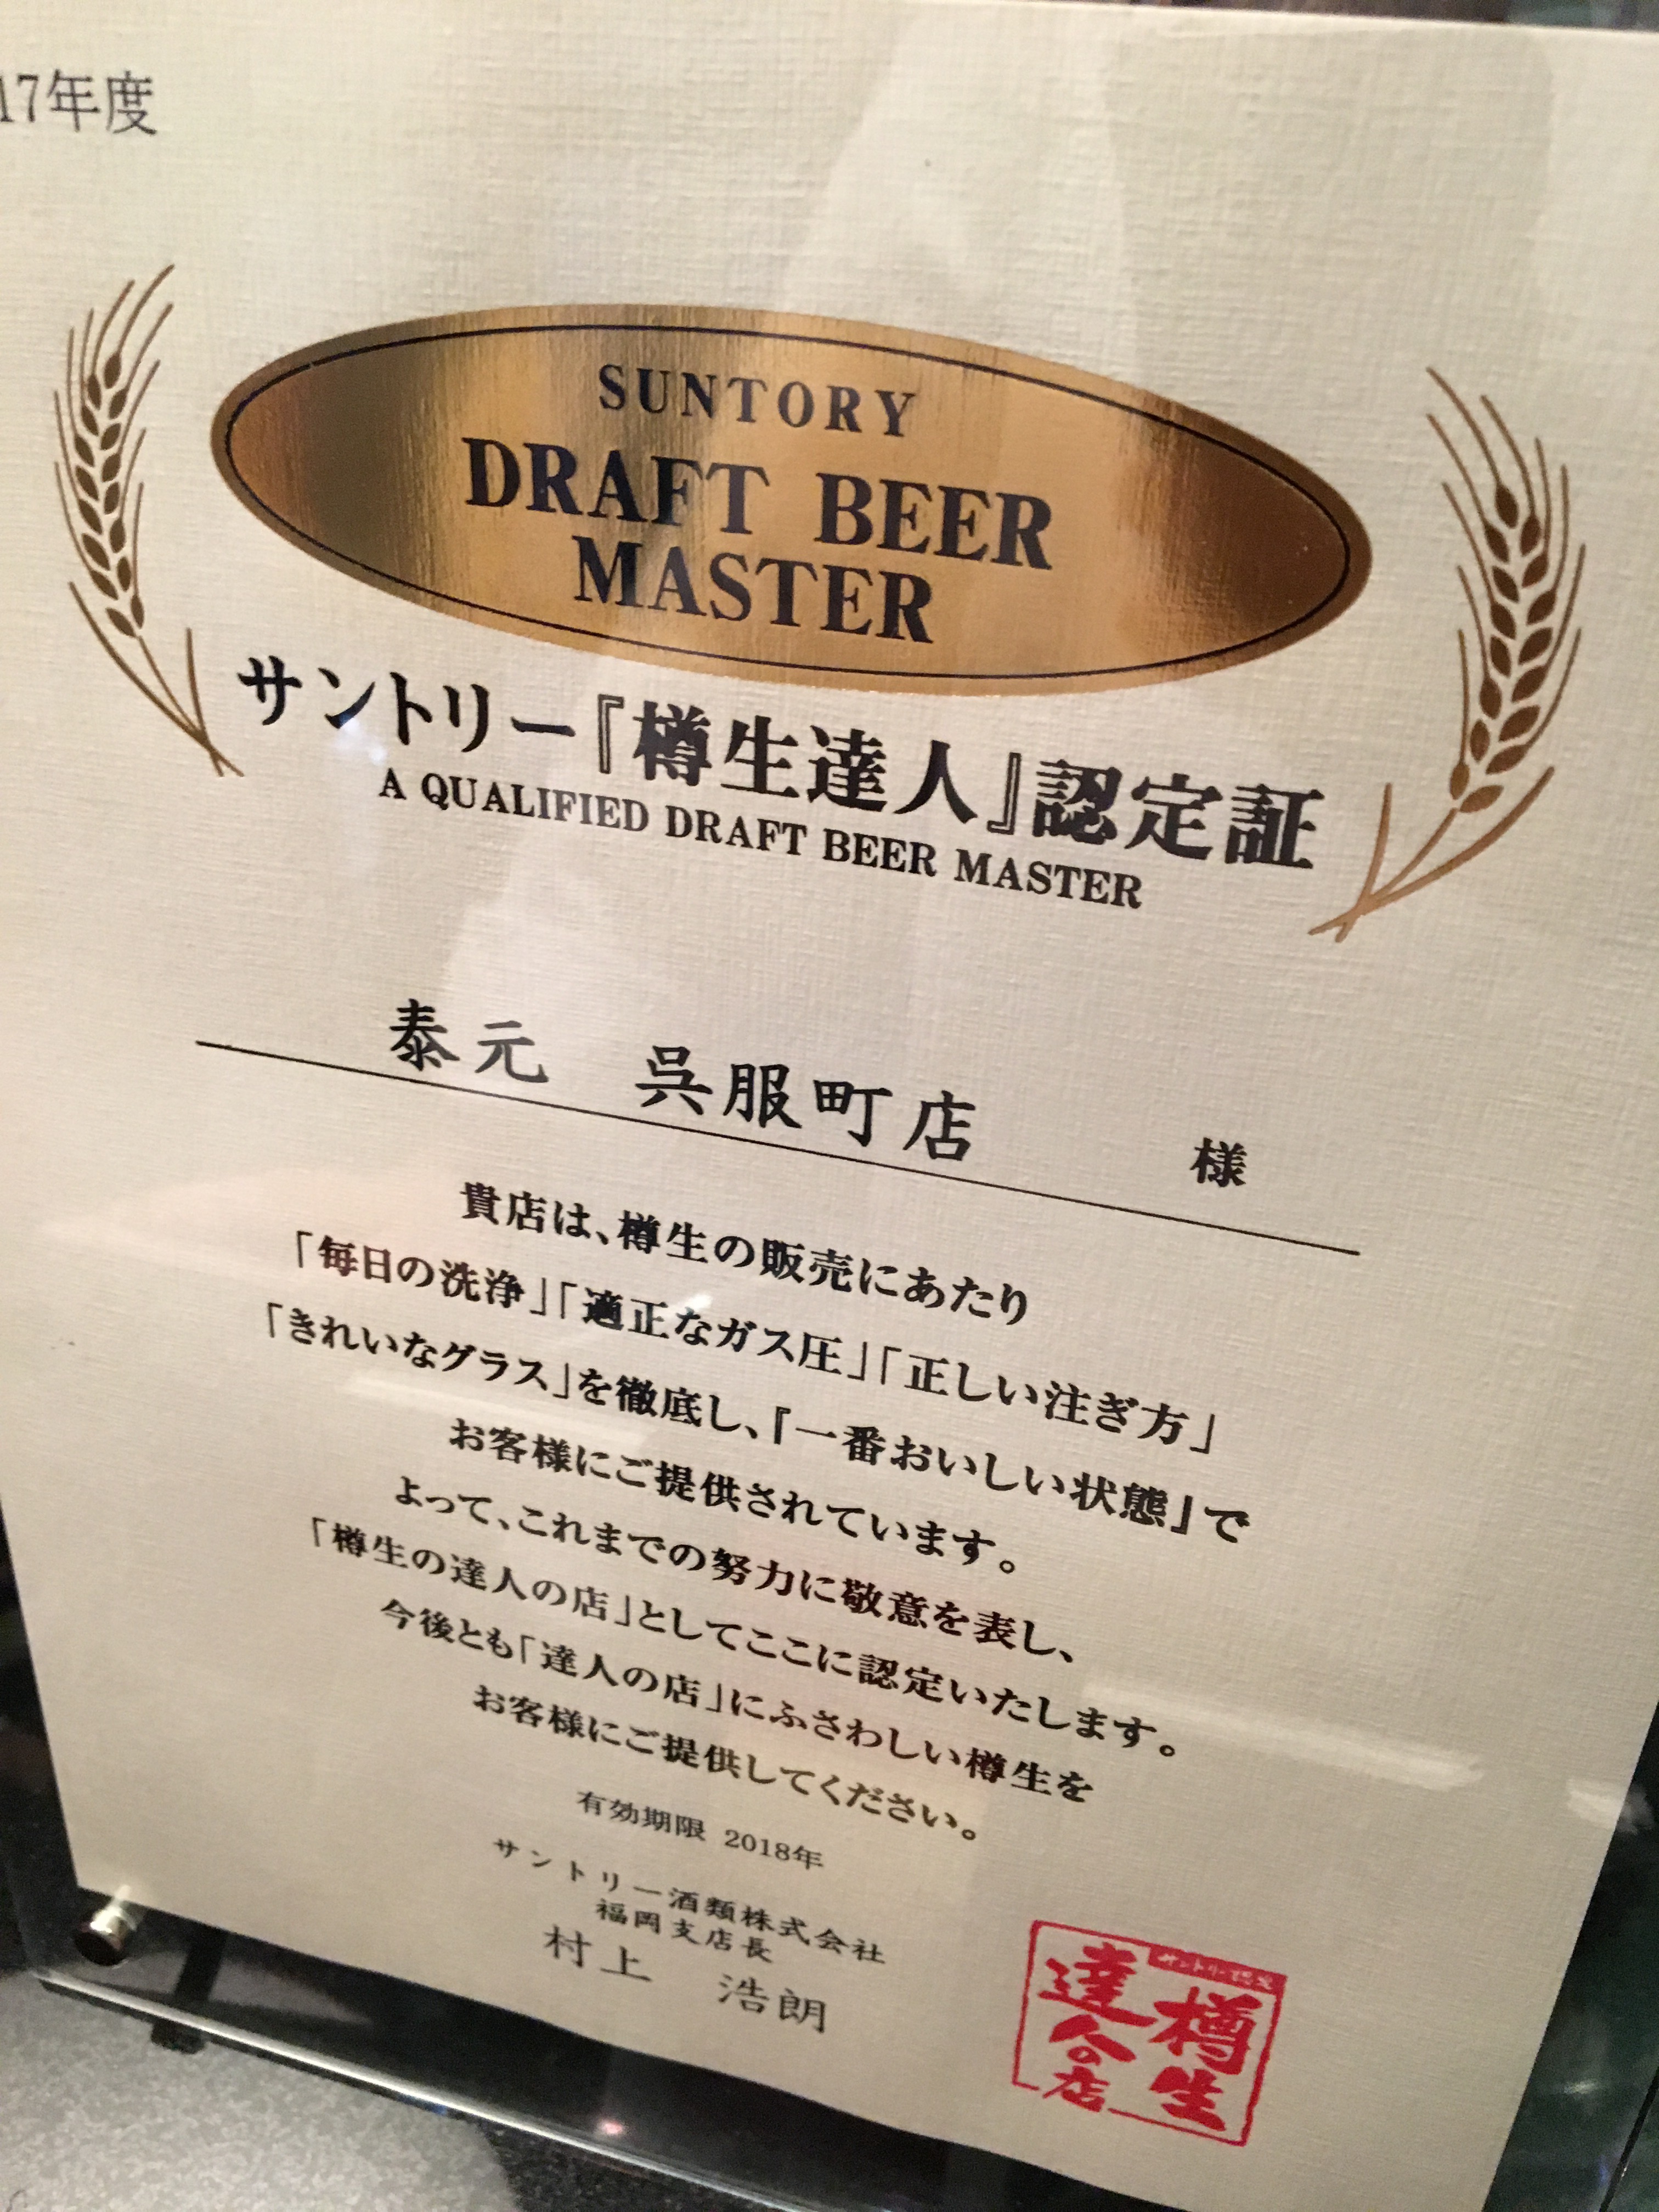 17年度
SUNTORY
DRAFT BEER
MASTER
サントリー『樽生達人』認定証
A QUALIFIED DRAFT BEER MASTER
泰元 呉服町店 様
貴店は、樽生の販売にあたり
「毎日の洗浄」「適正なガス圧」「正しい注ぎ方」
「きれいなグラス」を徹底し、『一番おいしい状態』で
お客様にご提供されています。
よって、これまでの努力に敬意を表し、
「樽生の達人の店」としてここに認定いたします。
今後とも「達人の店」にふさわしい樽生を
お客様にご提供してください。
有効期限 2018年
サントリー酒類株式会社
福岡支店長
村上 浩朗
サントリー認定
樽生
達人の店